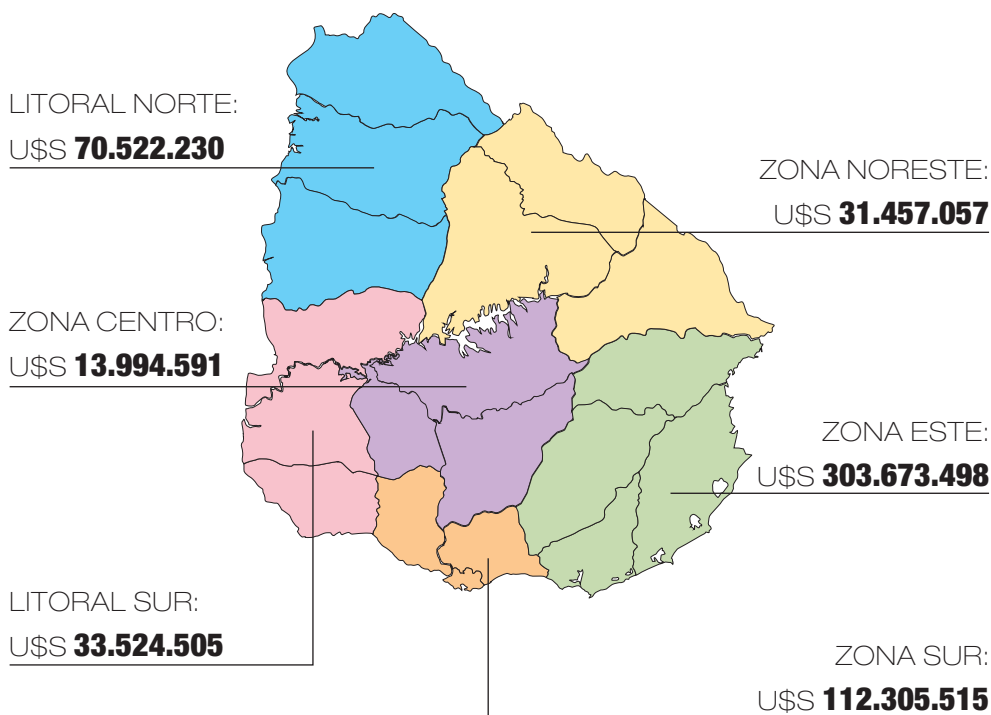 LITORAL NORTE:
U$S 70.522.230
ZONA NORESTE:
U$S 31.457.057
ZONA CENTRO:
U$S 13.994.591
ZONA ESTE:
U$S 303.673.498
LITORAL SUR:
U$S 33.524.505
ZONA SUR:
U$S 112.305.515